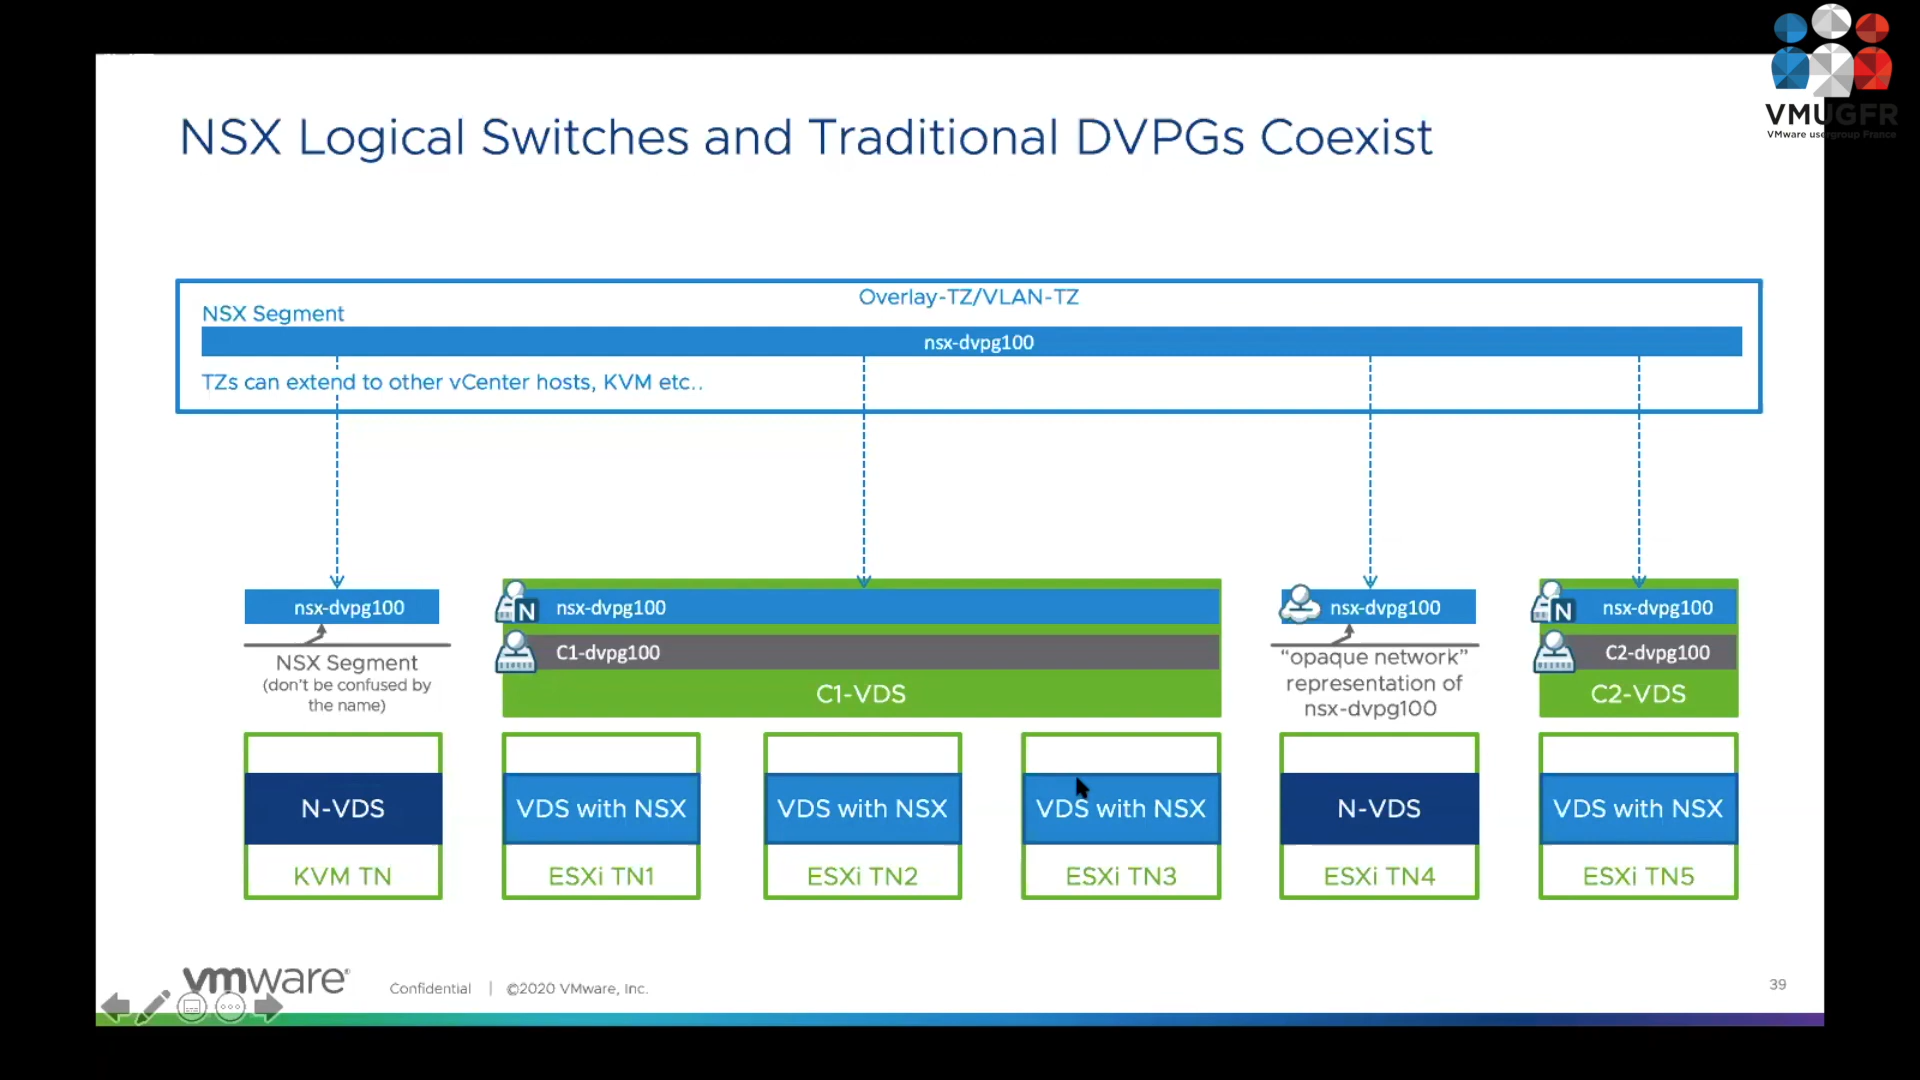 VMUGFR
VMware usergroup France
NSX Logical Switches and Traditional DVPGs Coexist
Overlay-TZ/VLAN-TZ
NSX Segment
nsx-dvpg100
TZs can extend to other vCenter hosts, KVM etc..
nsx-dvpg100
NSX Segment
(don't be confused by
the name)
N nsx-dvpg100
C1-dvpg100
C1-VDS
nsx-dvpg100
"opaque network"
representation of
nsx-dvpg100
N nsx-dvpg100
C2-dvpg100
C2-VDS
N-VDS
KVM TN
VDS with NSX
ESXi TN1
VDS with NSX
ESXi TN2
VDS with NSX
ESXi TN3
N-VDS
ESXi TN4
VDS with NSX
ESXi TN5
vmware®
Confidential | ©2020 VMware, Inc.
39